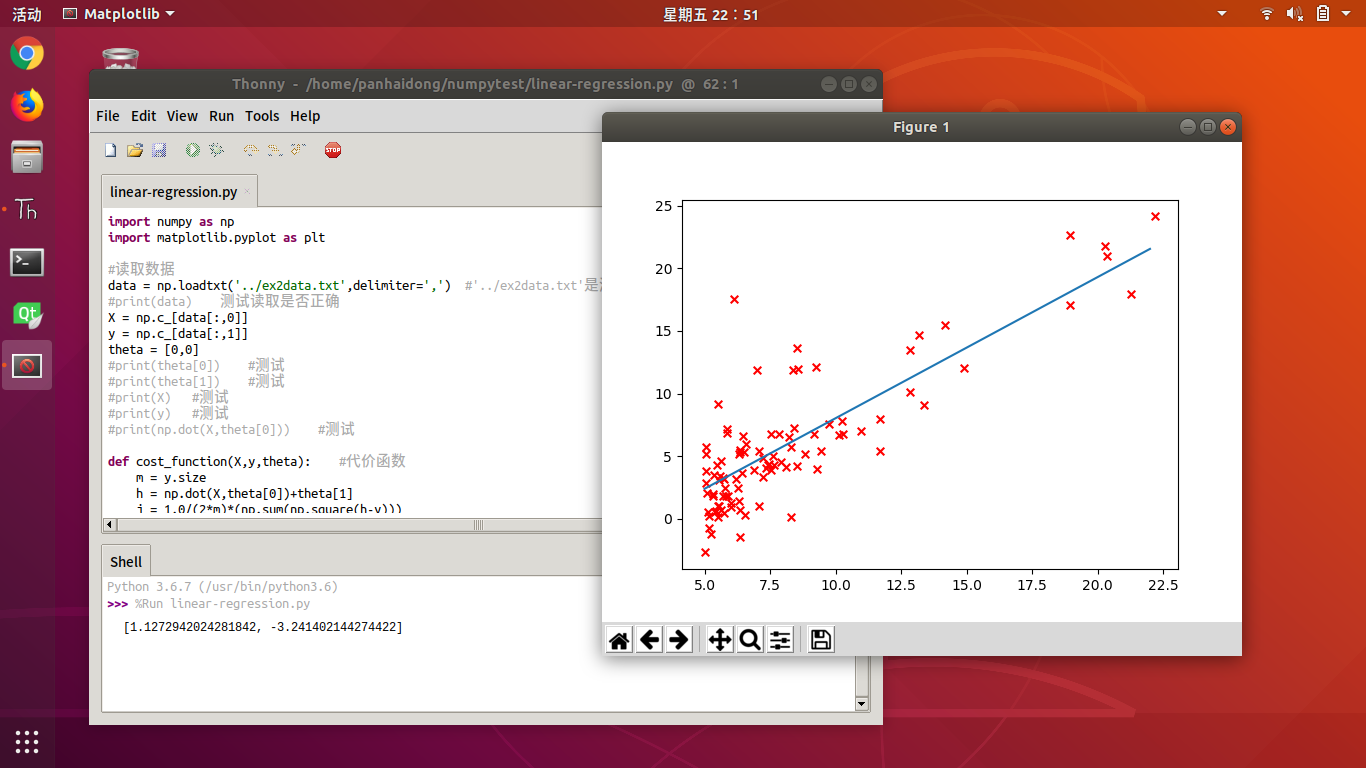 活动 Matplotlib 星期五 22：51
Thonny - /home/panhaidong/numpytest/linear-regression.py @ 62 : 1
File Edit View Run Tools Help
STOP
linear-regression.py
import numpy as np
import matplotlib.pyplot as plt
#读取数据
data = np.loadtxt('../ex2data.txt',delimiter=',') #'../ex2data.txt'是
#print(data) 测试读取是否正确
X = np.c_[data[:,0]]
y = np.c_[data[:,1]]
theta = [0,0]
#print(theta[0]) #测试
#print(theta[1]) #测试
#print(X) #测试
#print(y) #测试
#print(np.dot(X,theta[0])) #测试
def cost_function(X,y,theta): #代价函数
m = y.size
h = np.dot(X,theta[0])+theta[1]
j = 1.0/(2*m)*(np.sum(np.square(h-y)))
Shell
Python 3.6.7 (/usr/bin/python3.6)
>>> %Run linear-regression.py
[1.1272942024281842, -3.241402144274422]
Figure 1
25
20
15
10
5
0
5.0 7.5 10.0 12.5 15.0 17.5 20.0 22.5
Th
Qt